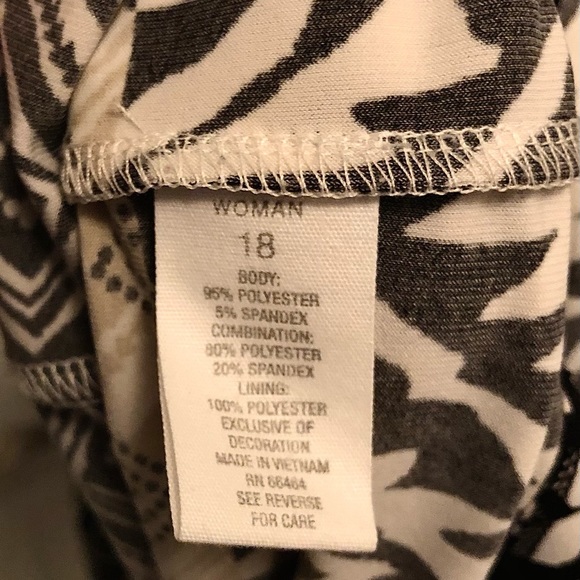 WOMAN
18
BODY:
95% POLYESTER
5% SPANDEX
COMBINATION:
80% POLYESTER
20% SPANDEX
LINING:
100% POLYESTER
EXCLUSIVE OF
DECORATION
MADE IN VIETNAM
RN 66464
SEE REVERSE
FOR CARE